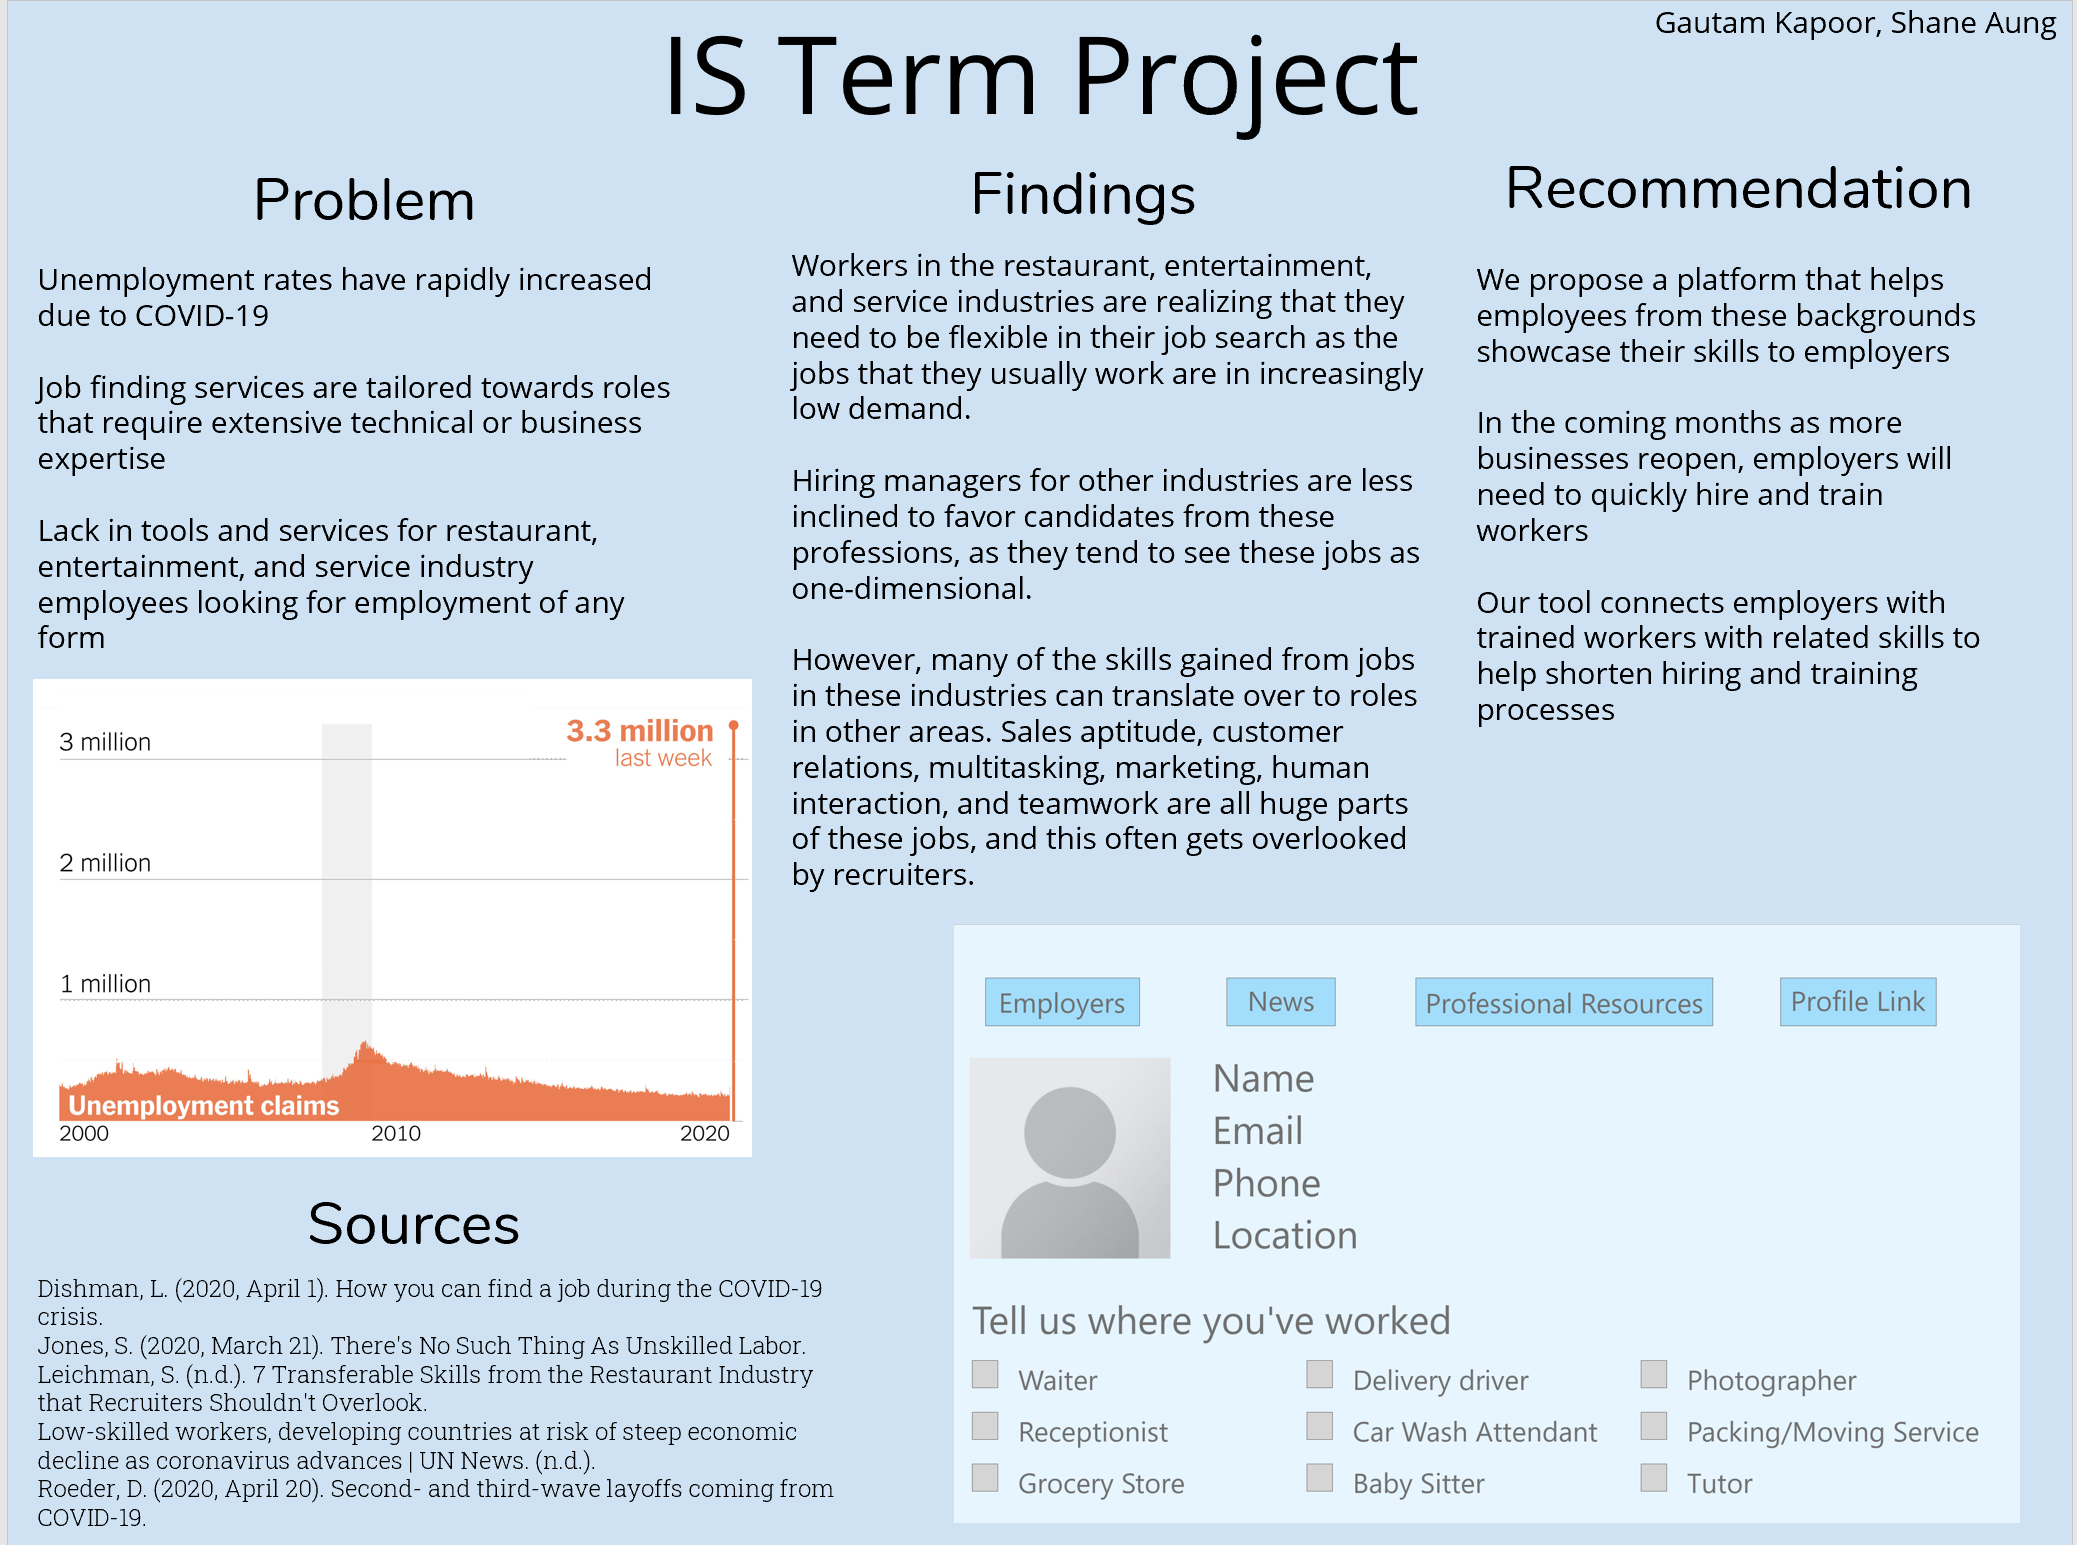 Gautam Kapoor, Shane Aung
IS Term Project
Problem
Unemployment rates have rapidly increased
due to COVID-19
Job finding services are tailored towards roles
that require extensive technical or business
expertise
Lack in tools and services for restaurant,
entertainment, and service industry
employees looking for employment of any
form
3 million
3.3 million
last week
2 million
1 million
Unemployment claims
2000 2010 2020
Sources
Dishman, L. (2020, April 1). How you can find a job during the COVID-19
crisis.
Jones, S. (2020, March 21). There's No Such Thing As Unskilled Labor.
Leichman, S. (n.d.). 7 Transferable Skills from the Restaurant Industry
that Recruiters Shouldn't Overlook.
Low-skilled workers, developing countries at risk of steep economic
decline as coronavirus advances | UN News. (n.d.).
Roeder, D. (2020, April 20). Second- and third-wave layoffs coming from
COVID-19.
Findings
Workers in the restaurant, entertainment,
and service industries are realizing that they
need to be flexible in their job search as the
jobs that they usually work are in increasingly
low demand.
Hiring managers for other industries are less
inclined to favor candidates from these
professions, as they tend to see these jobs as
one-dimensional.
However, many of the skills gained from jobs
in these industries can translate over to roles
in other areas. Sales aptitude, customer
relations, multitasking, marketing, human
interaction, and teamwork are all huge parts
of these jobs, and this often gets overlooked
by recruiters.
Recommendation
We propose a platform that helps
employees from these backgrounds
showcase their skills to employers
In the coming months as more
businesses reopen, employers will
need to quickly hire and train
workers
Our tool connects employers with
trained workers with related skills to
help shorten hiring and training
processes
Employers News Professional Resources Profile Link
Name
Email
Phone
Location
Tell us where you've worked
Waiter Delivery driver Photographer
Receptionist Car Wash Attendant Packing/Moving Service
Grocery Store Baby Sitter Tutor